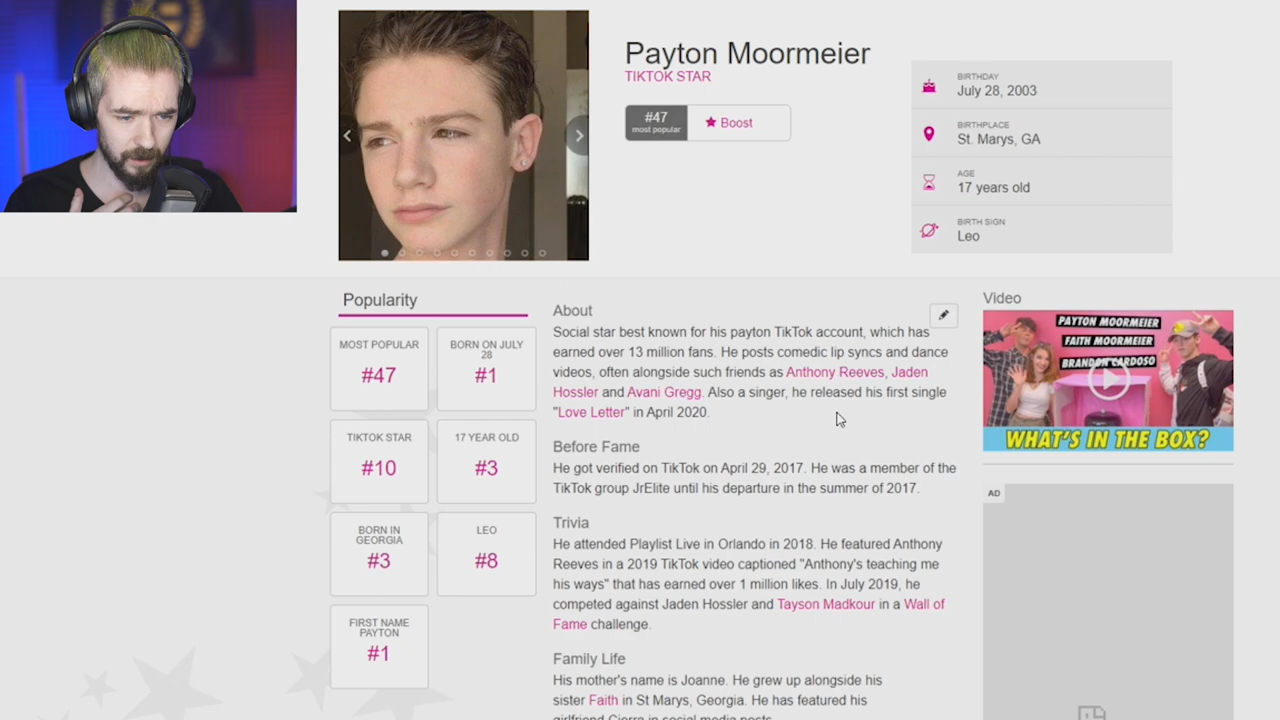 Payton Moormeier
TIKTOK STAR
#47
most popular
Boost
BIRTHDAY
July 28, 2003
BIRTHPLACE
St. Marys, GA
AGE
17 years old
BIRTH SIGN
Leo
Popularity
MOST POPULAR
#47
BORN ON JULY
28
#1
TIKTOK STAR
#10
17 YEAR OLD
#3
BORN IN
GEORGIA
#3
LEO
#8
FIRST NAME
PAYTON
#1
About
Social star best known for his payton TikTok account, which has
earned over 13 million fans. He posts comedic lip syncs and dance
videos, often alongside such friends as Anthony Reeves, Jaden
Hossler and Avani Gregg. Also a singer, he released his first single
"Love Letter" in April 2020.
Before Fame
He got verified on TikTok on April 29, 2017. He was a member of the
TikTok group JrElite until his departure in the summer of 2017.
Trivia
He attended Playlist Live in Orlando in 2018. He featured Anthony
Reeves in a 2019 TikTok video captioned "Anthony's teaching me
his ways" that has earned over 1 million likes. In July 2019, he
competed against Jaden Hossler and Tayson Madkour in a Wall of
Fame challenge.
Family Life
His mother's name is Joanne. He grew up alongside his
sister Faith in St Marys, Georgia. He has featured his
girlfriend Cierra in social media posts.
Video
PAYTON MOORMEIER
FAITH MOORMEIER
BRANDON CARDOSO
WHAT'S IN THE BOX?
AD